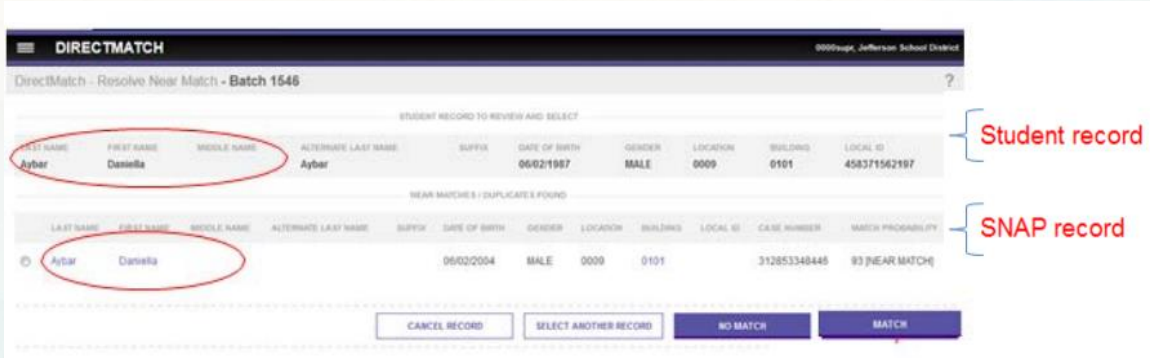 DIRECTMATCH 0000supr, Jefferson School District
DirectMatch - Resolve Near Match - Batch 1546 ?
STUDENT RECORD TO REVIEW AND SELECT
LAST NAME FIRST NAME MIDDLE NAME ALTERNATE LAST NAME SUFFIX DATE OF BIRTH GENDER LOCATION BUILDING LOCAL ID
Aybar Daniella Aybar 06/02/1987 MALE 0009 0101 458371562197
Student record
NEAR MATCHES / DUPLICATES FOUND
LAST NAME FIRST NAME MIDDLE NAME ALTERNATE LAST NAME SUFFIX DATE OF BIRTH GENDER LOCATION BUILDING LOCAL ID CASE NUMBER MATCH PROBABILITY
SNAP record
Aybar Daniella 06/02/2004 MALE 0009 0101 312853348446 93 [NEAR MATCH]
CANCEL RECORD SELECT ANOTHER RECORD NO MATCH MATCH